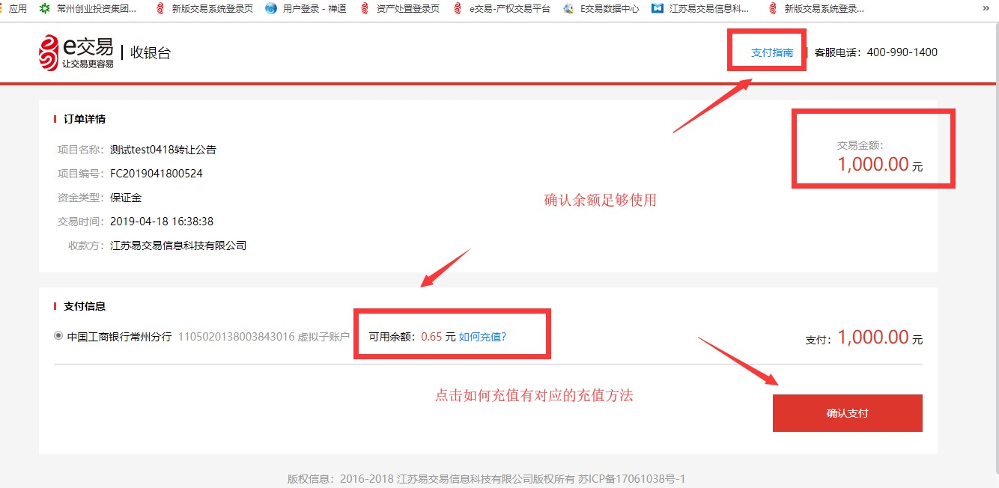 应用 常州创业投资集团... 新版交易系统登录页 用户登录 - 禅道 资产处置登录页 e交易-产权交易平台 E交易数据中心 江苏易交易信息科... 新版交易系统登录... »
e交易
让交易更容易
收银台
支付指南 客服电话：400-990-1400
订单详情
项目名称：测试test0418转让公告
交易金额：
1,000.00 元
项目编号：FC2019041800524
资金类型：保证金
确认余额足够使用
交易时间：2019-04-18 16:38:38
收款方：江苏易交易信息科技有限公司
支付信息
中国工商银行常州分行 1105020138003843016 虚拟子账户 可用余额：0.65 元 如何充值? 支付：1,000.00 元
点击如何充值有对应的充值方法
确认支付
版权信息：2016-2018 江苏易交易信息科技有限公司版权所有 苏ICP备17061038号-1